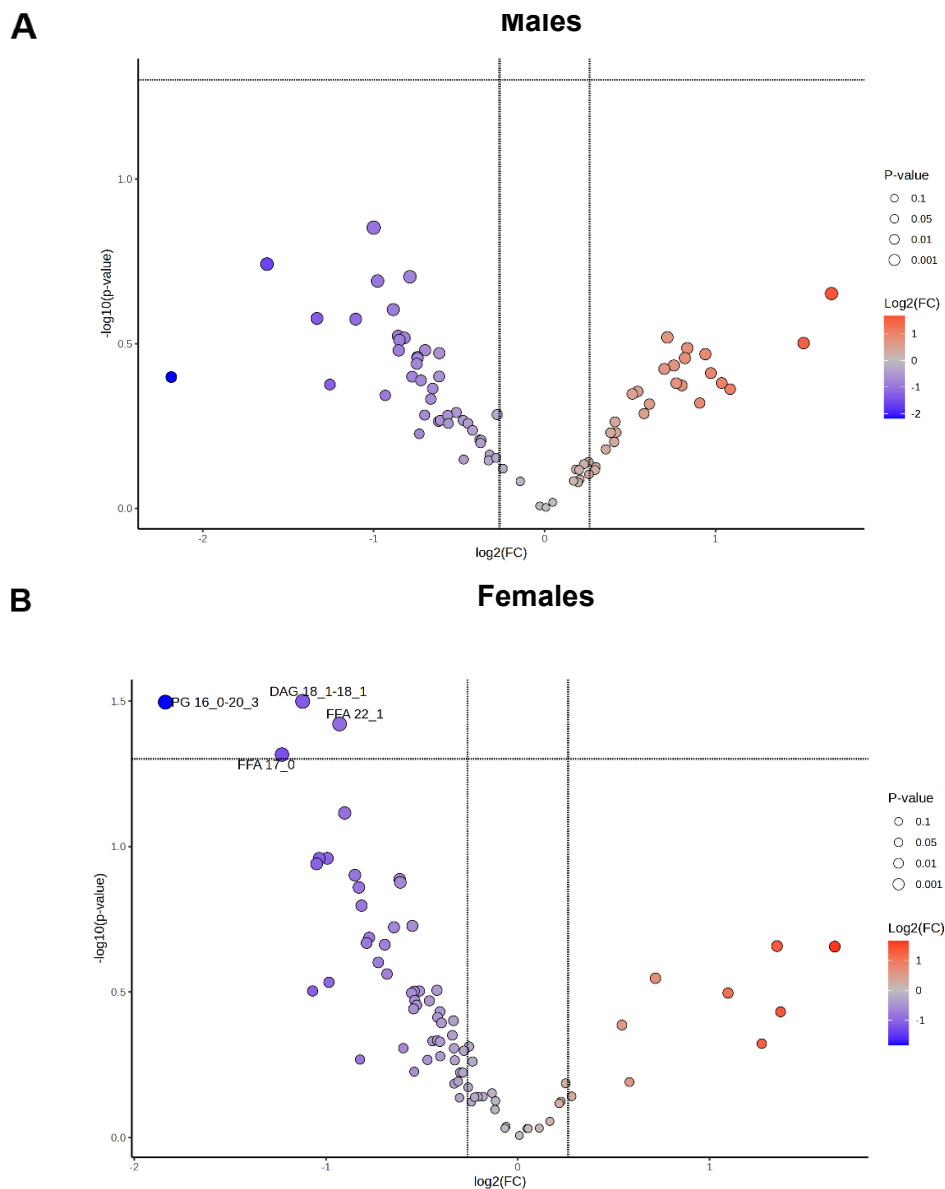 A
Males
1.0
0.5
0.0
-log10(p-value)
-2
-1
0
1
log2(FC)
P-value
0.1
0.05
0.01
0.001
Log2(FC)
1
0
-1
-2
B
Females
PG 16_0-20_3
DAG 18_1-18_1
FFA 22_1
FFA 17_0
1.5
1.0
0.5
0.0
-log10(p-value)
-2
-1
0
1
log2(FC)
P-value
0.1
0.05
0.01
0.001
Log2(FC)
1
0
-1